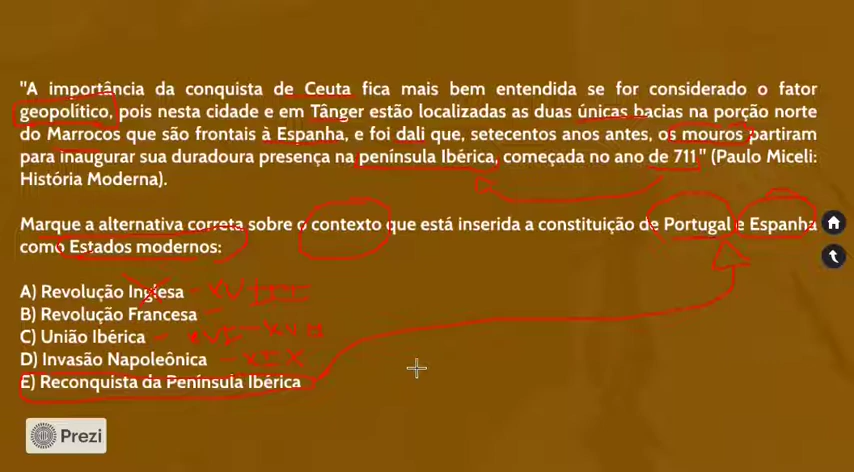 "A importância da conquista de Ceuta fica mais bem entendida se for considerado o fator
geopolítico, pois nesta cidade e em Tânger estão localizadas as duas únicas bacias na porção norte
do Marrocos que são frontais à Espanha, e foi dali que, setecentos anos antes, os mouros partiram
para inaugurar sua duradoura presença na península Ibérica, começada no ano de 711" (Paulo Miceli:
História Moderna).
Marque a alternativa correta sobre o contexto que está inserida a constituição de Portugal e Espanha
como Estados modernos:
A) Revolução Inglesa - XVIII
B) Revolução Francesa
C) União Ibérica - XVI - XVII
D) Invasão Napoleônica - XIX
E) Reconquista da Península Ibérica
Prezi